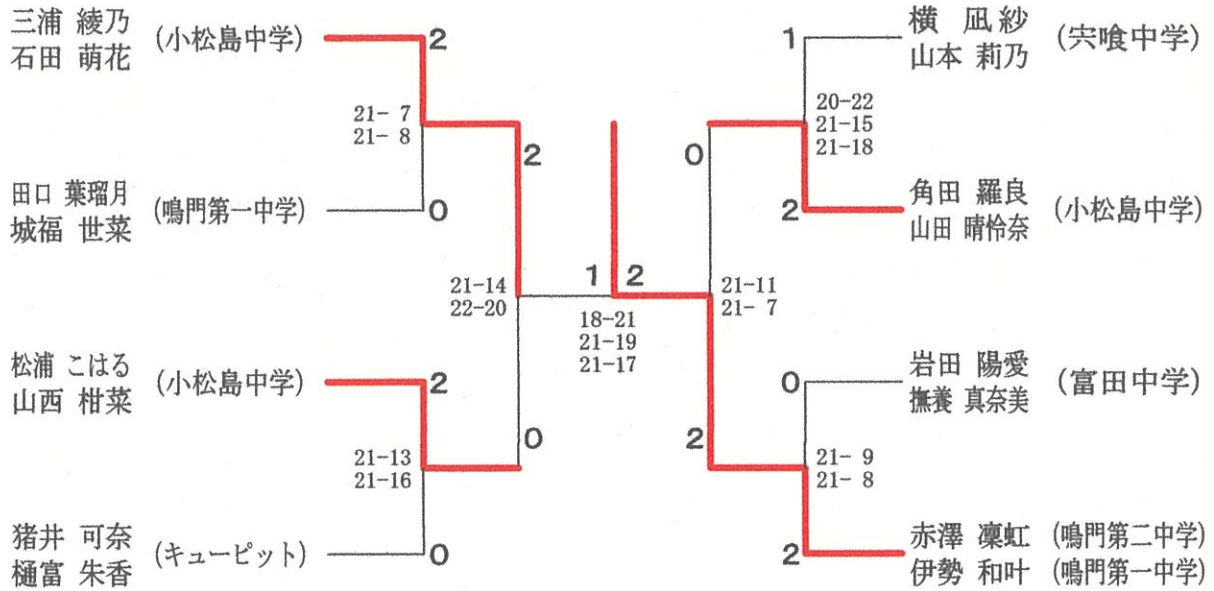 三浦 綾乃
石田 萌花
(小松島中学)
2
21- 7
21- 8
田口 葉瑠月
城福 世菜
(鳴門第一中学)
0
2
21-14
22-20
松浦 こはる
山西 柑菜
(小松島中学)
2
21-13
21-16
猪井 可奈
樋富 朱香
(キューピット)
0
0
1 2
18-21
21-19
21-17
横 凪紗
山本 莉乃
(宍喰中学)
1
20-22
21-15
21-18
角田 羅良
山田 晴怜奈
(小松島中学)
2
0
21-11
21- 7
岩田 陽愛
撫養 真奈美
(富田中学)
0
21- 9
21- 8
赤澤 凜虹 (鳴門第二中学)
伊勢 和叶 (鳴門第一中学)
2
2